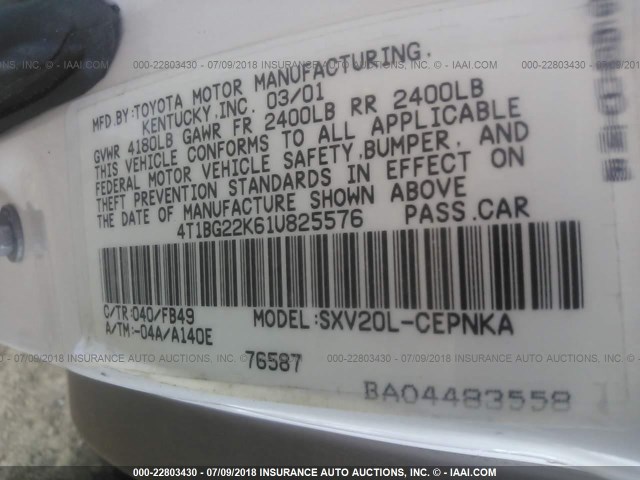 000-22803430 - 07/09/2018 - INSURANCE AUTO AUCTIONS, INC. - © IAAI.COM
MFD.BY:TOYOTA MOTOR MANUFACTURING.
KENTUCKY,INC. 03/01
GVWR 4180LB GAWR FR 2400LB RR 2400LB
THIS VEHICLE CONFORMS TO ALL APPLICABLE
FEDERAL MOTOR VEHICLE SAFETY,BUMPER, AND
THEFT PREVENTION STANDARDS IN EFFECT ON
THE DATE OF MANUFACTURE SHOWN ABOVE
4T1BG22K61U825576 PASS.CAR
C/TR:040/FB49 MODEL:SXV20L-CEPNKA
A/TM:-04A/A140E
76587
BA04483558
000-22803430 - 07/09/2018 - INSURANCE AUTO AUCTIONS, INC. - © IAAI.COM